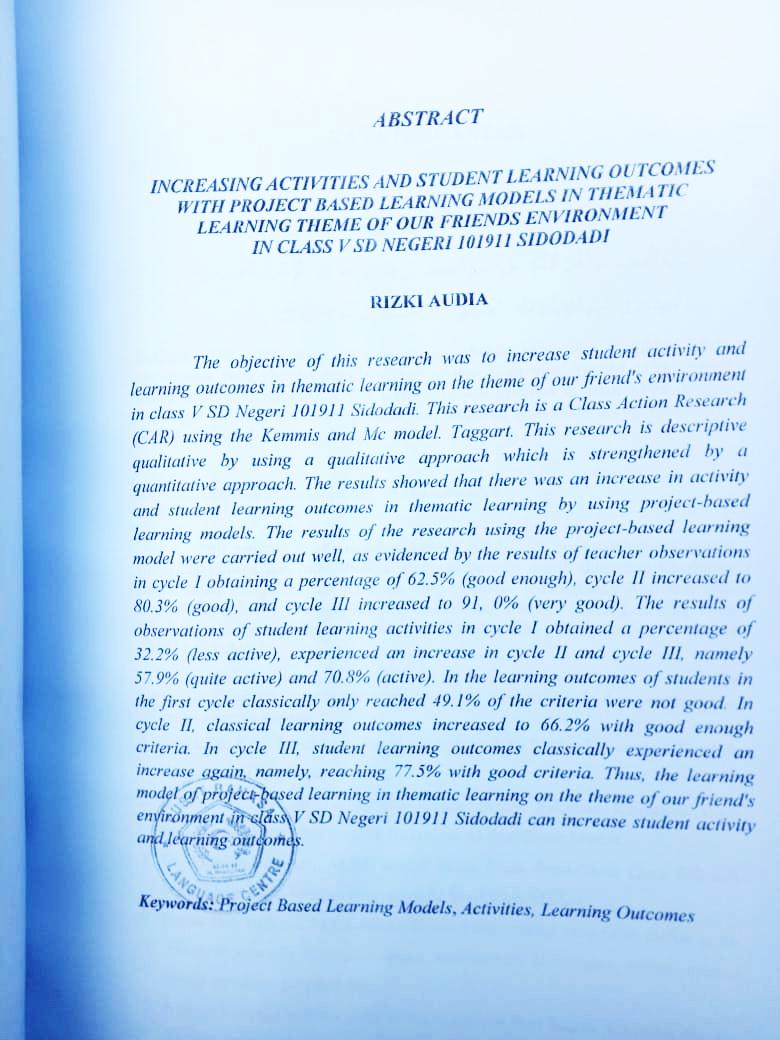 ABSTRACT
INCREASING ACTIVITIES AND STUDENT LEARNING OUTCOMES
WITH PROJECT BASED LEARNING MODELS IN THEMATIC
LEARNING THEME OF OUR FRIENDS ENVIRONMENT
IN CLASS V SD NEGERI 101911 SIDODADI
RIZKI AUDIA
The objective of this research was to increase student activity and
learning outcomes in thematic learning on the theme of our friend's environment
in class V SD Negeri 101911 Sidodadi. This research is a Class Action Research
(CAR) using the Kemmis and Mc model. Taggart. This research is descriptive
qualitative by using a qualitative approach which is strengthened by a
quantitative approach. The results showed that there was an increase in activity
and student learning outcomes in thematic learning by using project-based
learning models. The results of the research using the project-based learning
model were carried out well, as evidenced by the results of teacher observations
in cycle I obtaining a percentage of 62.5% (good enough), cycle II increased to
80.3% (good), and cycle III increased to 91, 0% (very good). The results of
observations of student learning activities in cycle I obtained a percentage of
32.2% (less active), experienced an increase in cycle II and cycle III, namely
57.9% (quite active) and 70.8% (active). In the learning outcomes of students in
the first cycle classically only reached 49.1% of the criteria were not good. In
cycle II, classical learning outcomes increased to 66.2% with good enough
criteria. In cycle III, student learning outcomes classically experienced an
increase again, namely, reaching 77.5% with good criteria. Thus, the learning
model of project-based learning in thematic learning on the theme of our friend's
environment in class V SD Negeri 101911 Sidodadi can increase student activity
and learning outcomes.
LANGUAGE CENTRE
Keywords: Project Based Learning Models, Activities, Learning Outcomes